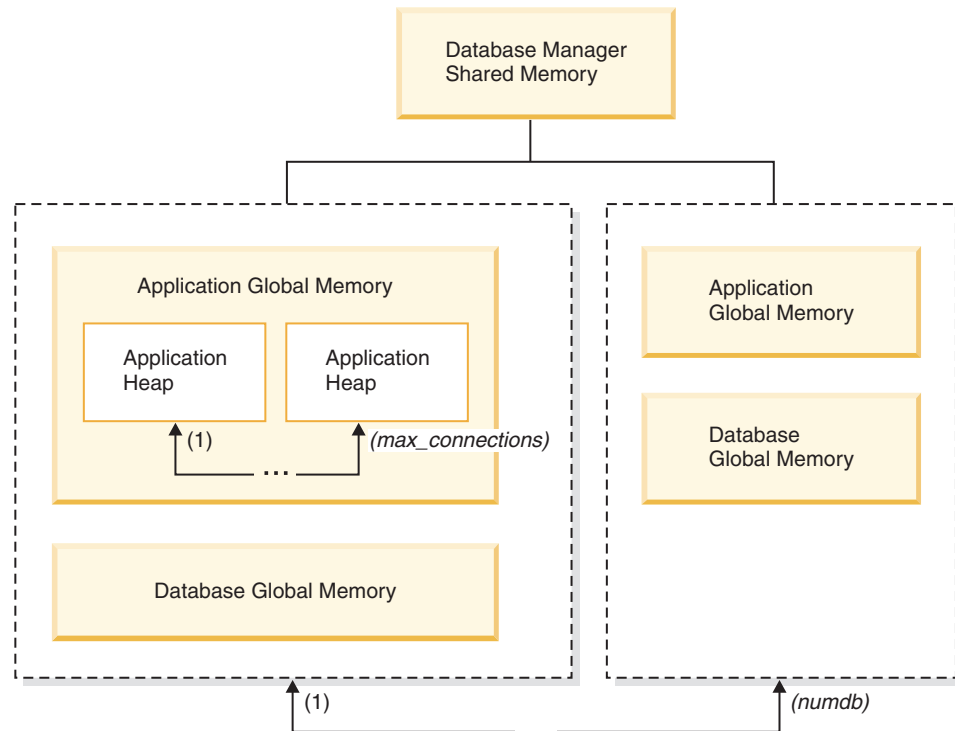 Database Manager
Shared Memory
Application Global Memory
Application
Heap
Application
Heap
(1)
(max_connections)
...
Database Global Memory
Application
Global Memory
Database
Global Memory
(1)
(numdb)